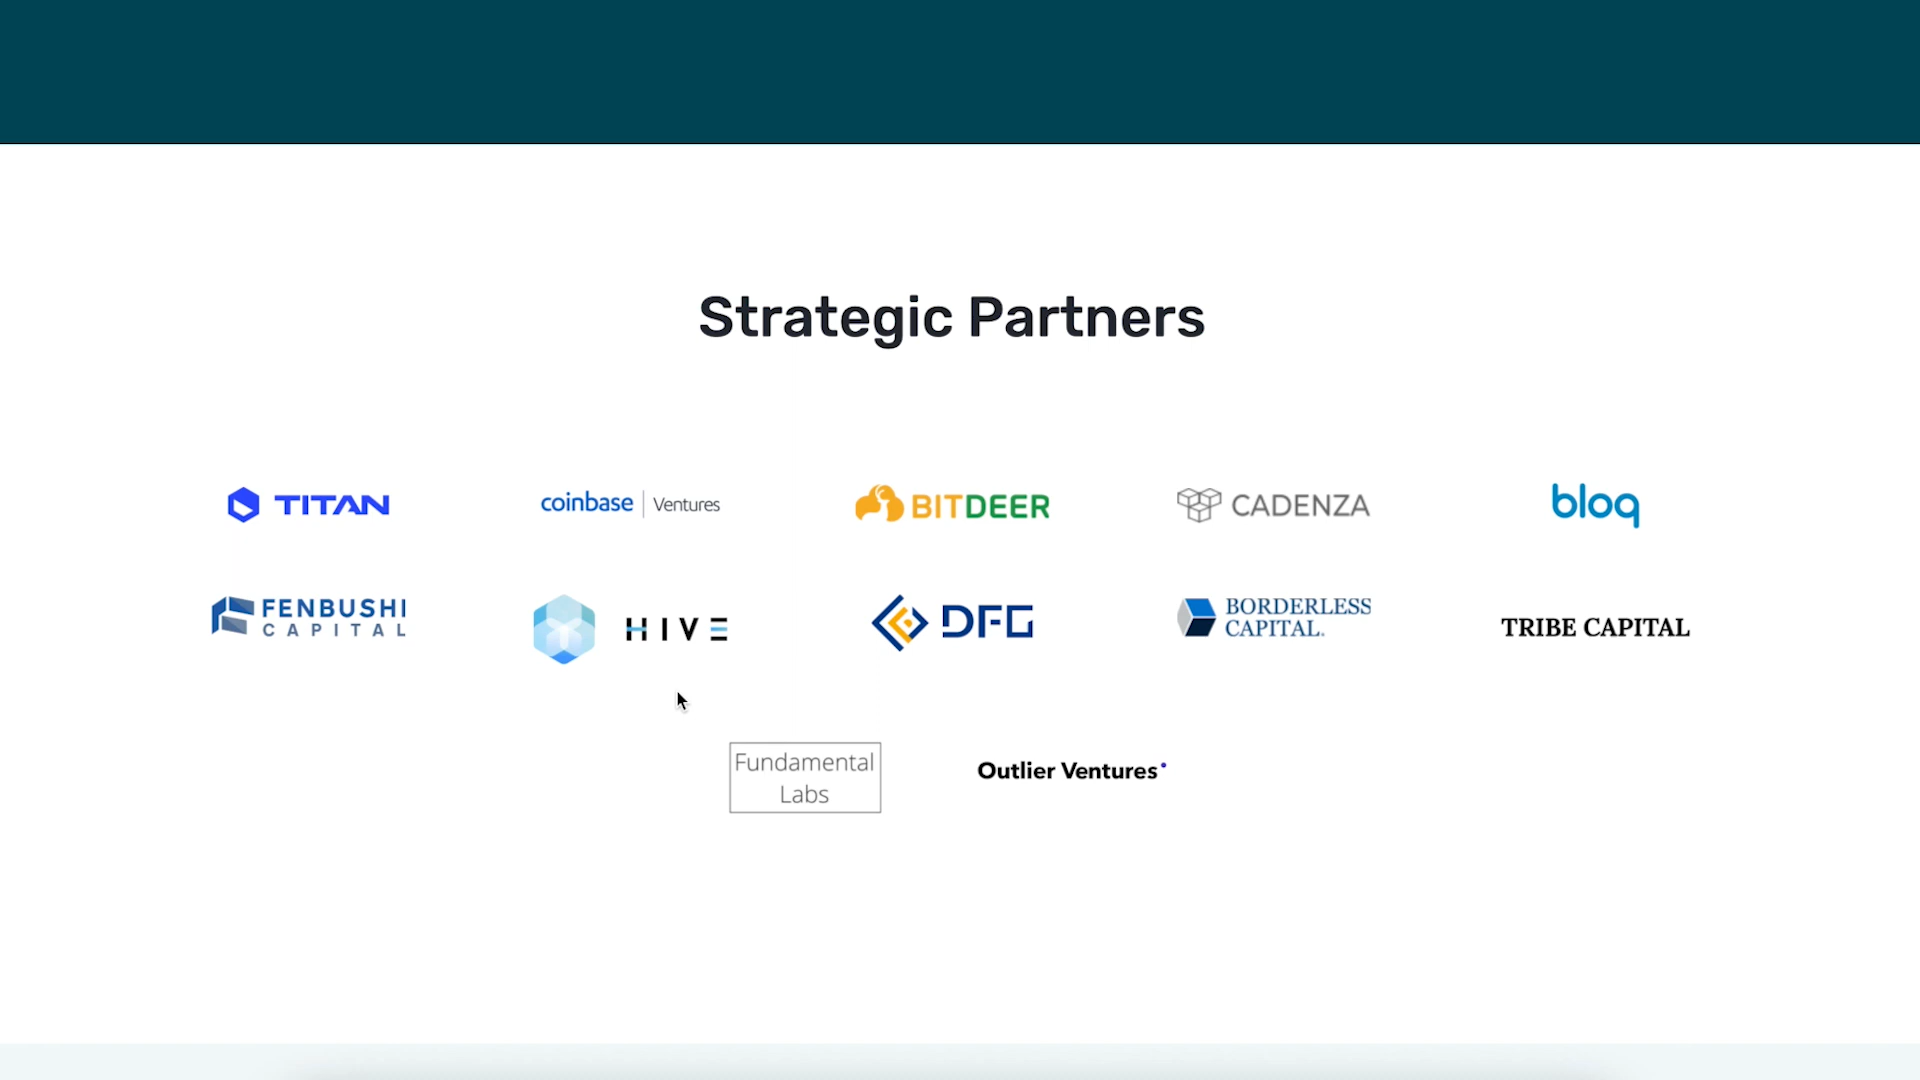 Strategic Partners
TITAN
coinbase | Ventures
BITDEER
CADENZA
bloq
FENBUSHI
CAPITAL
HIVE
DFG
BORDERLESS
CAPITAL.
TRIBE CAPITAL
Fundamental
Labs
Outlier Ventures